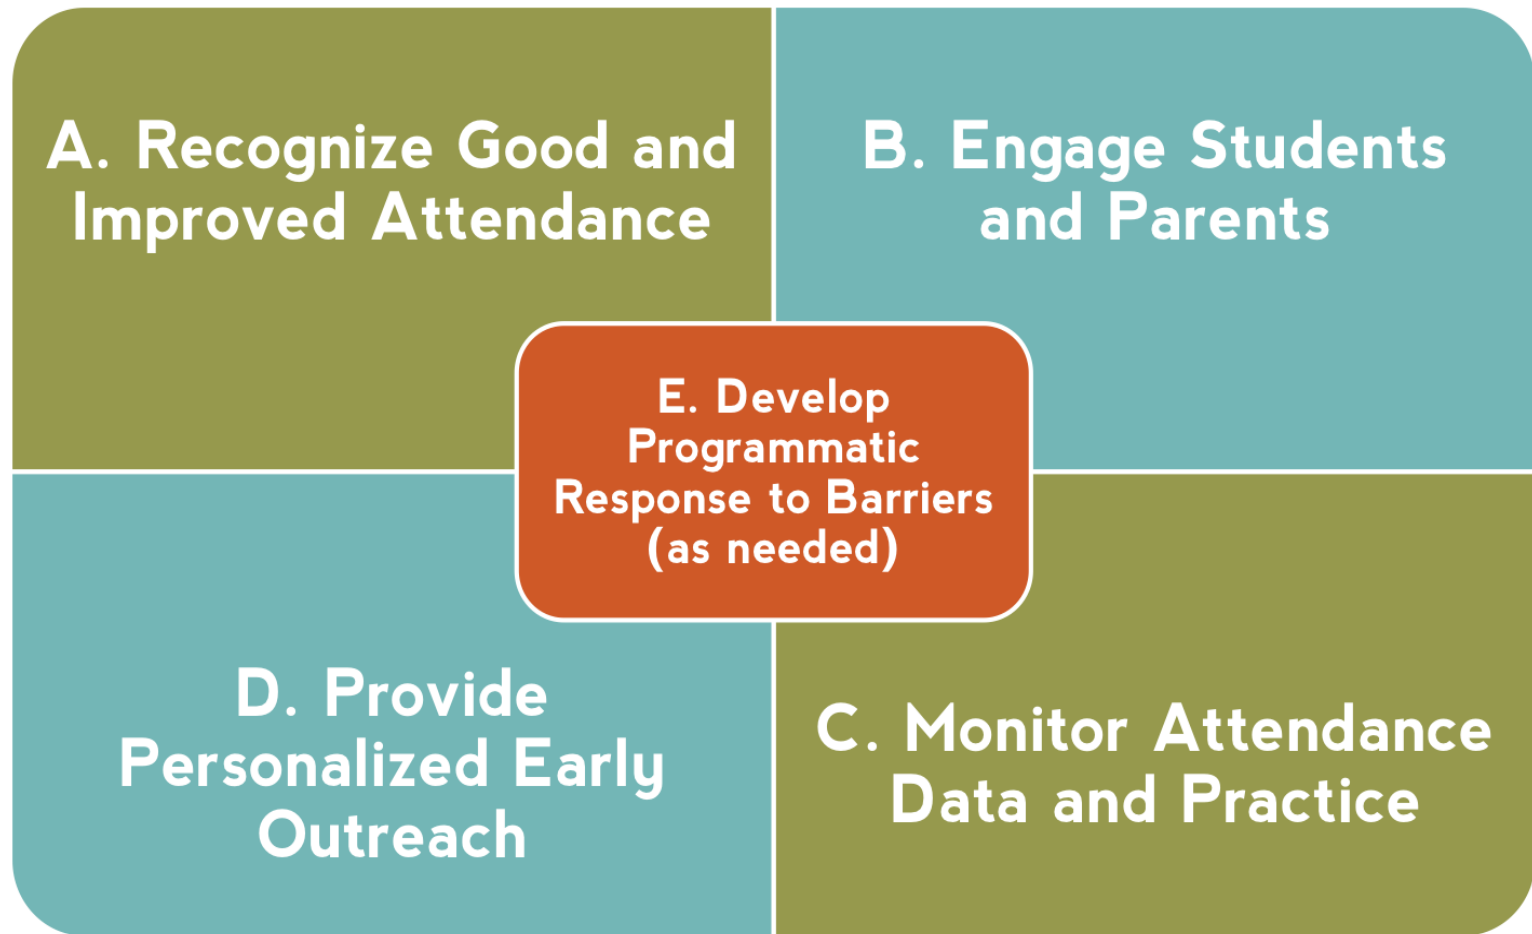 A. Recognize Good and
Improved Attendance
B. Engage Students
and Parents
E. Develop
Programmatic
Response to Barriers
(as needed)
D. Provide
Personalized Early
Outreach
C. Monitor Attendance
Data and Practice